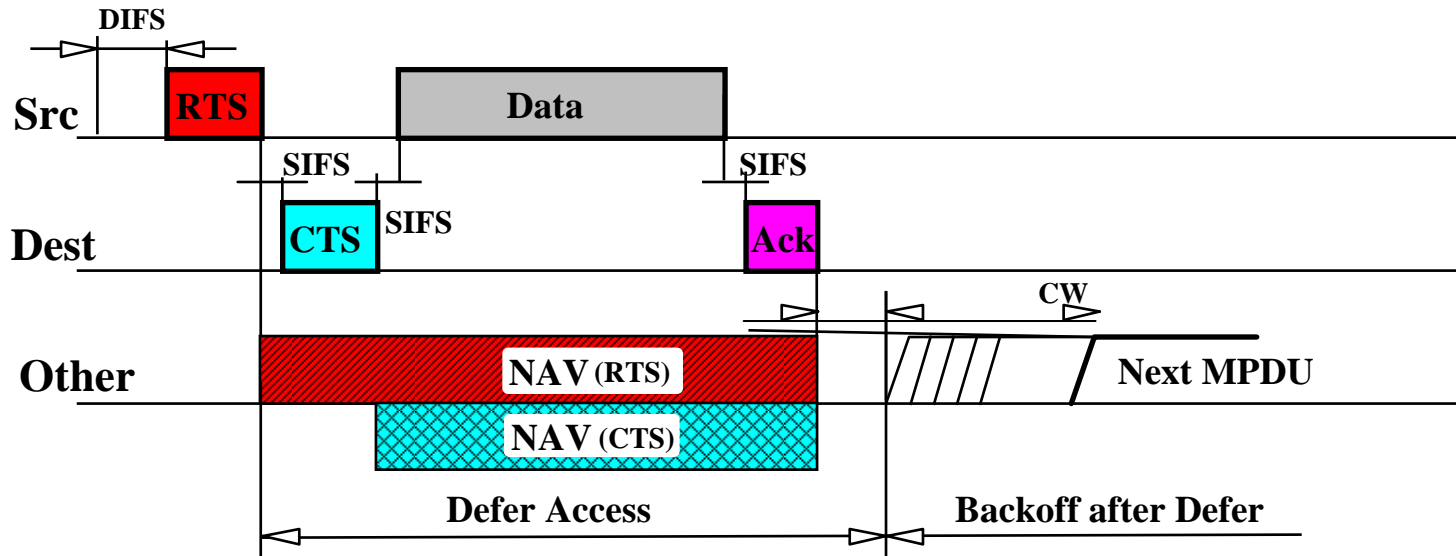 DIFS
Src
RTS
Data
SIFS
SIFS
SIFS
Dest
CTS
Ack
CW
Other
NAV (RTS)
Next MPDU
NAV (CTS)
Defer Access
Backoff after Defer